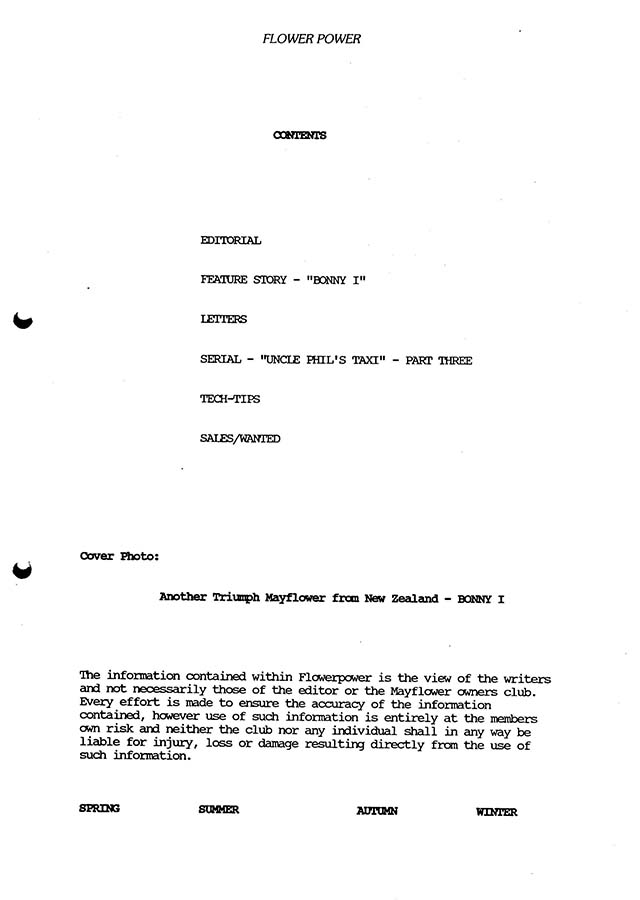 FLOWER POWER
CONTENTS
EDITORIAL
FEATURE STORY - "BONNY I"
LETTERS
SERIAL - "UNCLE PHIL'S TAXI" - PART THREE
TECH-TIPS
SALES/WANTED
Cover Photo:
Another Triumph Mayflower from New Zealand - BONNY I
The information contained within Flowerpower is the view of the writers
and not necessarily those of the editor or the Mayflower owners club.
Every effort is made to ensure the accuracy of the information
contained, however use of such information is entirely at the members
own risk and neither the club nor any individual shall in any way be
liable for injury, loss or damage resulting directly from the use of
such information.
SPRING SUMMER AUTUMN WINTER